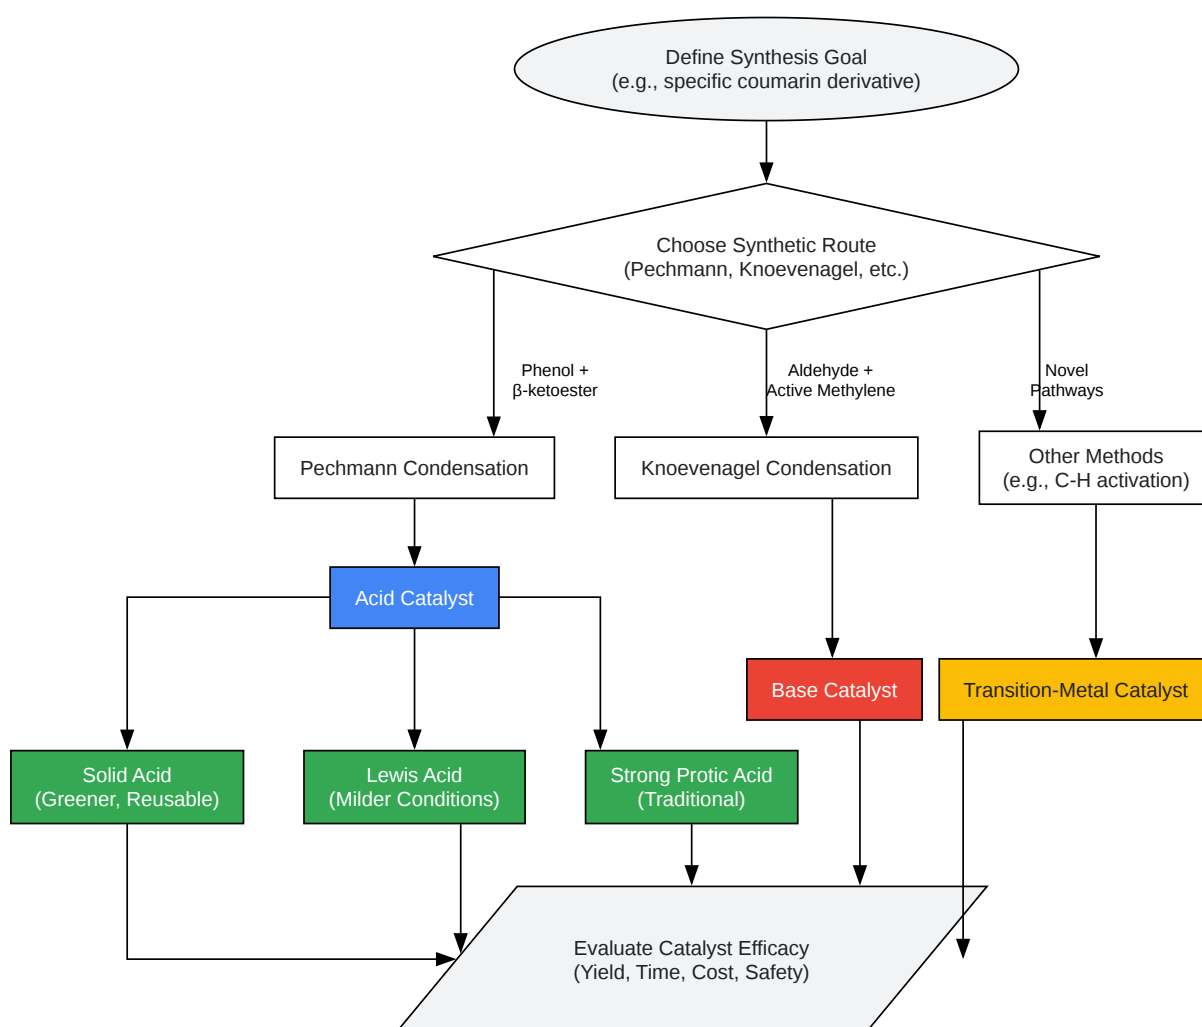 Define Synthesis Goal
(e.g., specific coumarin derivative)
Choose Synthetic Route
(Pechmann, Knoevenagel, etc.)
Phenol +
β-ketoester
Aldehyde +
Active Methylene
Novel
Pathways
Pechmann Condensation
Knoevenagel Condensation
Other Methods
(e.g., C-H activation)
Acid Catalyst
Base Catalyst
Transition-Metal Catalyst
Solid Acid
(Greener, Reusable)
Lewis Acid
(Milder Conditions)
Strong Protic Acid
(Traditional)
Evaluate Catalyst Efficacy
(Yield, Time, Cost, Safety)